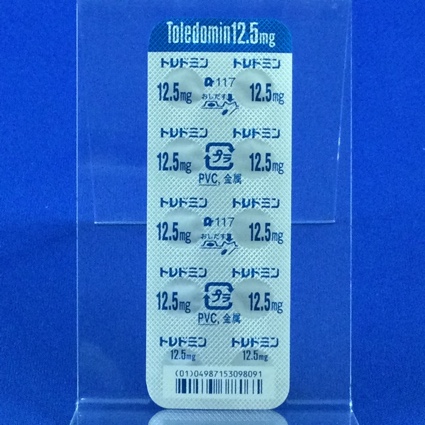 Toledomin12.5mg
トレドミン トレドミン
12.5mg 117 12.5mg
おしだす
トレドミン トレドミン
12.5mg プラ 12.5mg
PVC, 金属
トレドミン トレドミン
12.5mg 117 12.5mg
おしだす
トレドミン トレドミン
12.5mg プラ 12.5mg
PVC, 金属
トレドミン トレドミン
12.5mg 12.5mg
(01)04987153098091